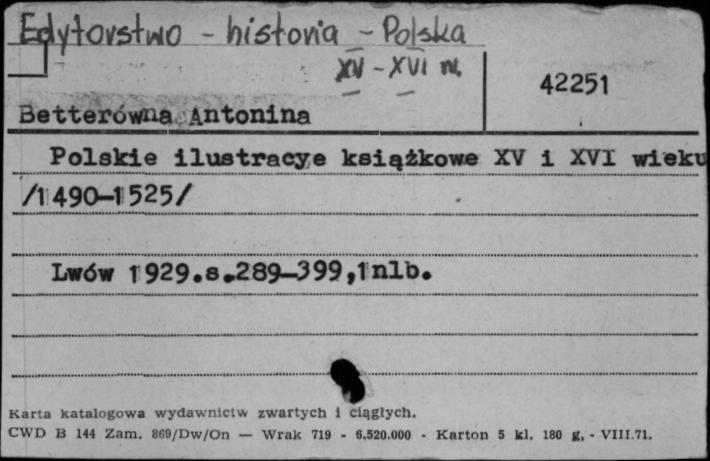 Edytorstwo - historia - Polska
XV - XVI w.
42251
Betterówna Antonina
Polskie ilustracye książkowe XV i XVI wieku
/1490-1525/
Lwów 1929.s.289-399,1nlb.
Karta katalogowa wydawnictw zwartych i ciągłych.
CWD B 144 Zam. 869/Dw/On — Wrak 719 - 6.520.000 - Karton 5 kl. 180 g, - VIII.71.